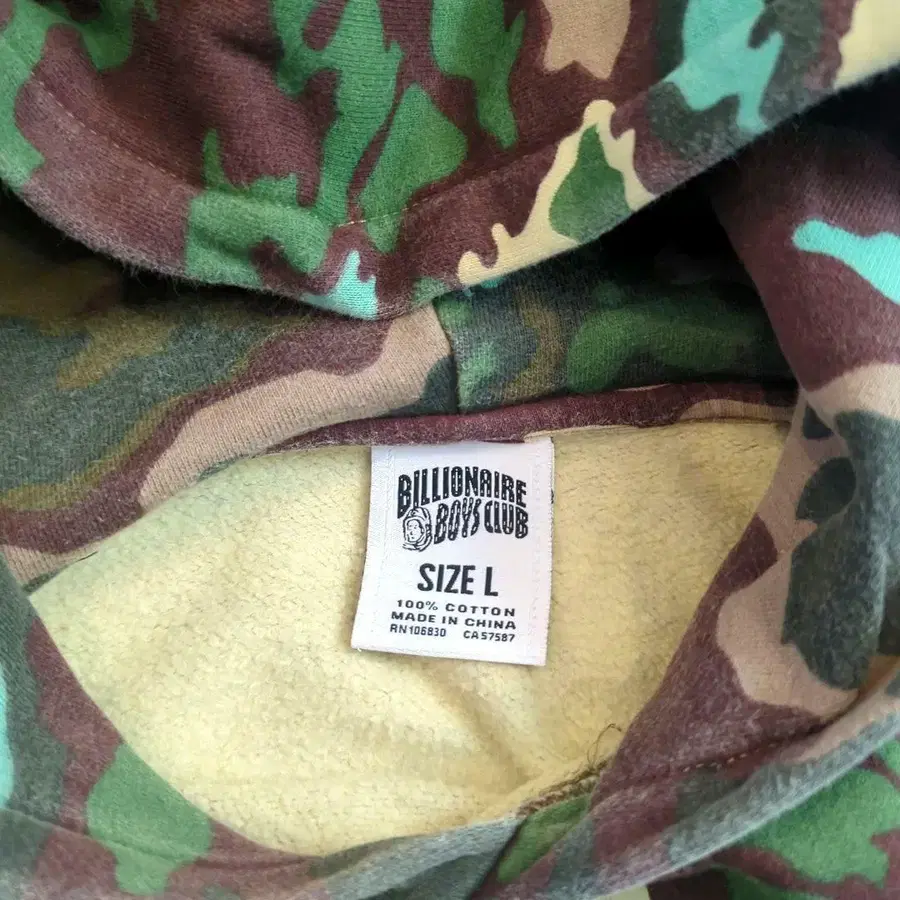 BILLIONAIRE
BOYS CLUB
SIZE L
100% COTTON
MADE IN CHINA
RN106830 CA57587